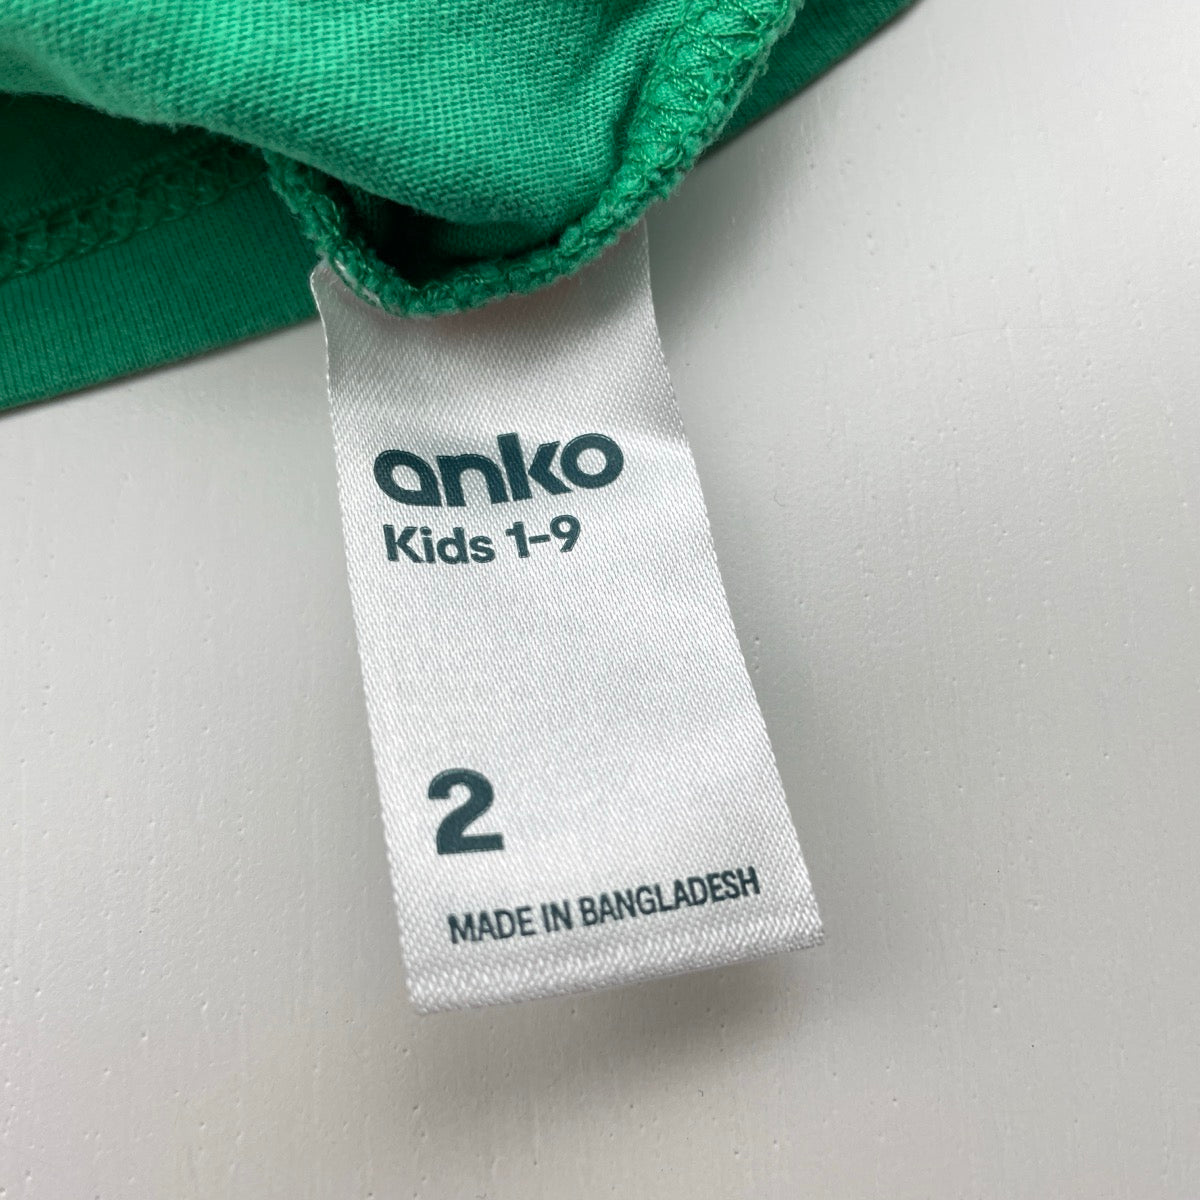 anko
Kids 1-9
2
MADE IN BANGLADESH